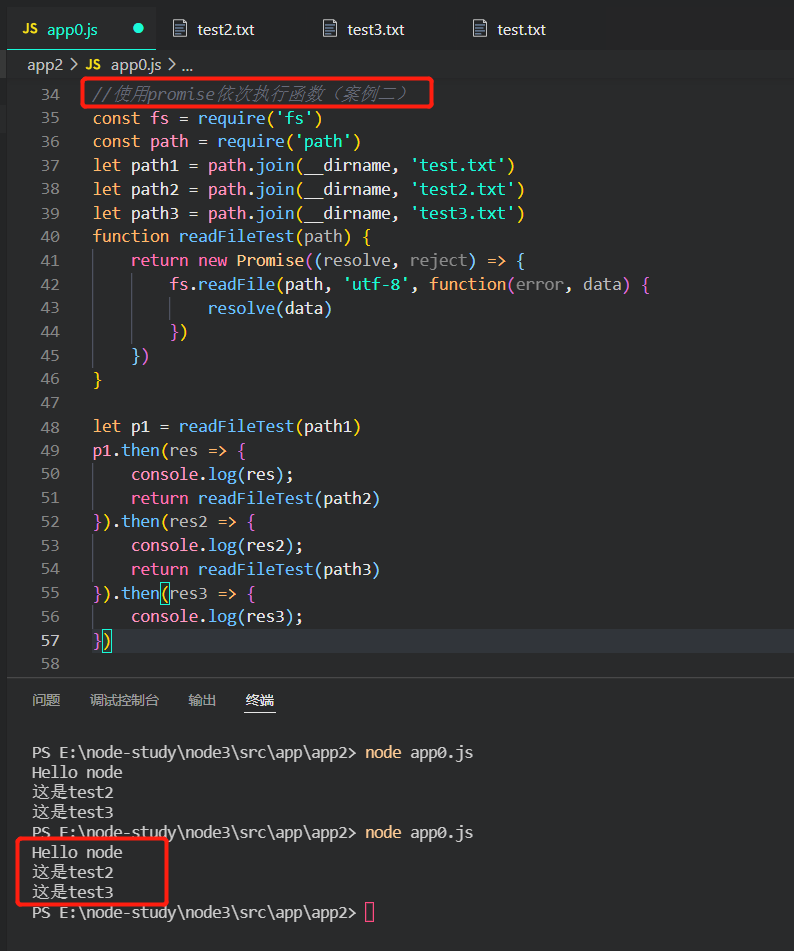 JS app0.js test2.txt test3.txt test.txt
app2 > JS app0.js > ...
34 //使用promise依次执行函数（案例二）
35 const fs = require('fs')
36 const path = require('path')
37 let path1 = path.join(__dirname, 'test.txt')
38 let path2 = path.join(__dirname, 'test2.txt')
39 let path3 = path.join(__dirname, 'test3.txt')
40 function readFileTest(path) {
41     return new Promise((resolve, reject) => {
42         fs.readFile(path, 'utf-8', function(error, data) {
43             resolve(data)
44         })
45     })
46 }
47
48 let p1 = readFileTest(path1)
49 p1.then(res => {
50     console.log(res);
51     return readFileTest(path2)
52 }).then(res2 => {
53     console.log(res2);
54     return readFileTest(path3)
55 }).then(res3 => {
56     console.log(res3);
57 })
58
问题 调试控制台 输出 终端
PS E:\node-study\node3\src\app\app2> node app0.js
Hello node
这是test2
这是test3
PS E:\node-study\node3\src\app\app2> node app0.js
Hello node
这是test2
这是test3
PS E:\node-study\node3\src\app\app2>